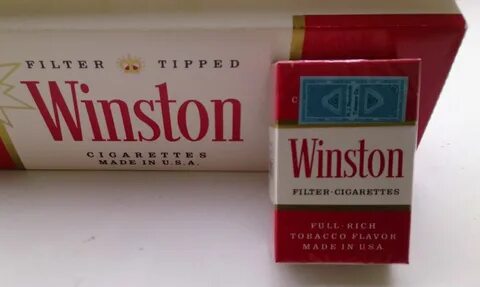 FILTER TIPPED
Winston
CIGARETTES
MADE IN U.S.A.
Winston
FILTER-CIGARETTES
FULL-RICH
TOBACCO FLAVOR
MADE IN USA